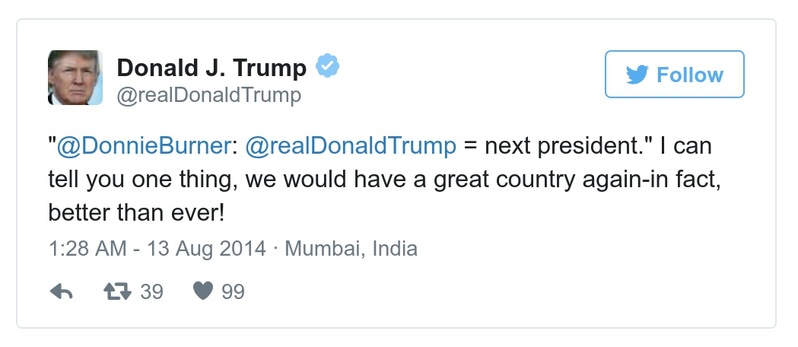 Donald J. Trump
@realDonaldTrump
Follow
"@DonnieBurner: @realDonaldTrump = next president." I can
tell you one thing, we would have a great country again-in fact,
better than ever!
1:28 AM - 13 Aug 2014 · Mumbai, India
39 99